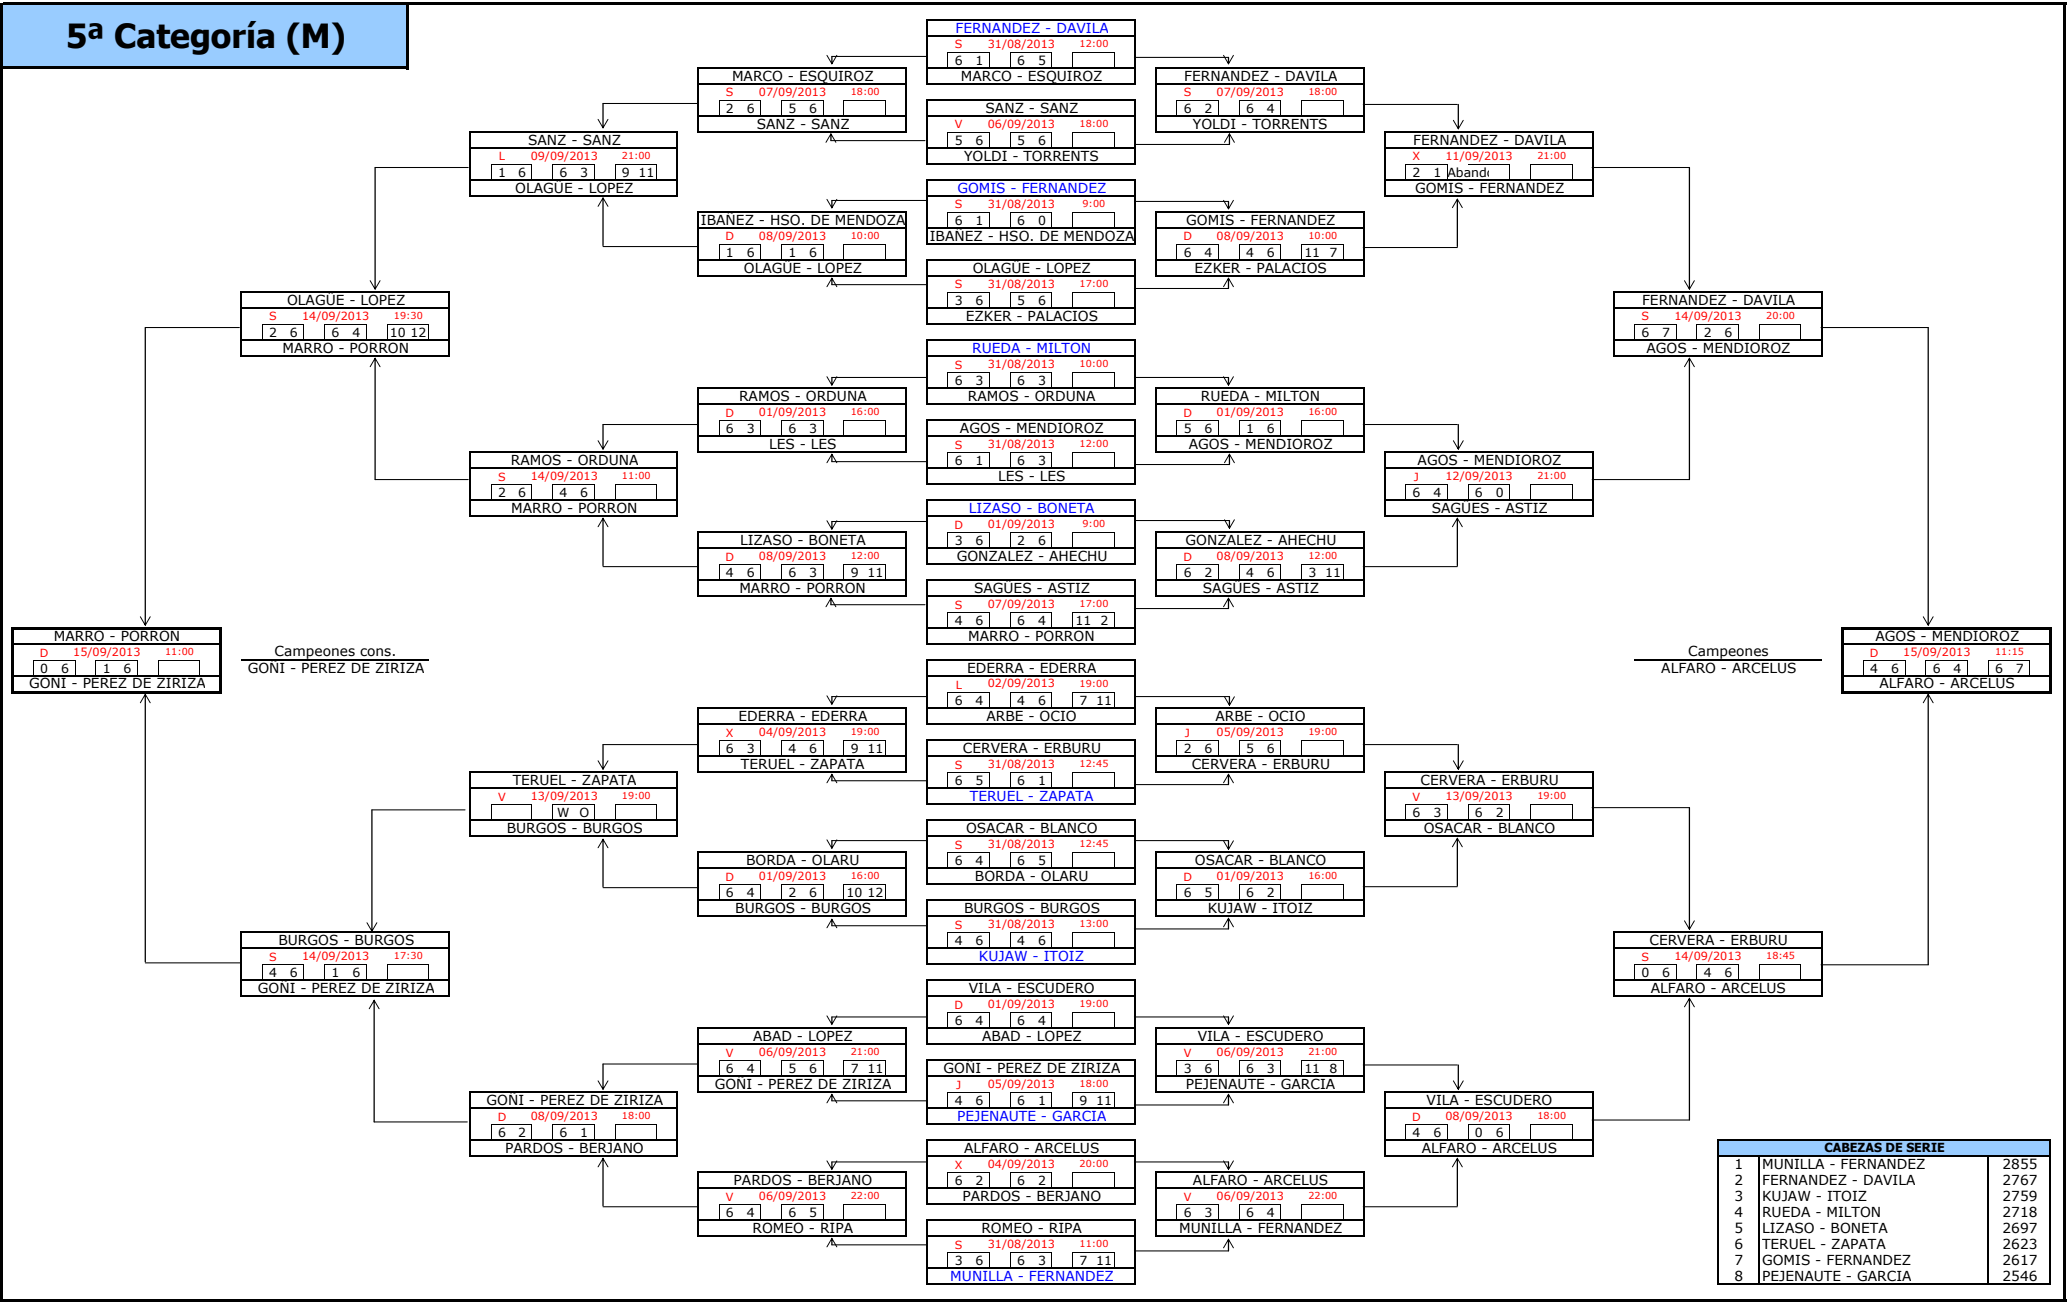 5ª Categoría (M)
MARRO - PORRON
D 15/09/2013 11:00
0 6 1 6
GOÑI - PEREZ DE ZIRIZA
Campeones cons.
GOÑI - PEREZ DE ZIRIZA
OLAGÜE - LOPEZ
S 14/09/2013 19:30
2 6 6 4 10 12
MARRO - PORRON
BURGOS - BURGOS
S 14/09/2013 17:30
4 6 1 6
GOÑI - PEREZ DE ZIRIZA
SANZ - SANZ
L 09/09/2013 21:00
1 6 6 3 9 11
OLAGÜE - LOPEZ
RAMOS - ORDUNA
S 14/09/2013 11:00
2 6 4 6
MARRO - PORRON
TERUEL - ZAPATA
V 13/09/2013 19:00
W O
BURGOS - BURGOS
GOÑI - PEREZ DE ZIRIZA
D 08/09/2013 18:00
6 2 6 1
PARDOS - BERJANO
MARCO - ESQUIROZ
S 07/09/2013 18:00
2 6 5 6
SANZ - SANZ
IBAÑEZ - HSO. DE MENDOZA
D 08/09/2013 10:00
1 6 1 6
OLAGÜE - LOPEZ
RAMOS - ORDUNA
D 01/09/2013 16:00
6 3 6 3
LES - LES
LIZASO - BONETA
D 08/09/2013 12:00
4 6 6 3 9 11
MARRO - PORRON
EDERRA - EDERRA
X 04/09/2013 19:00
6 3 4 6 9 11
TERUEL - ZAPATA
BORDA - OLARU
D 01/09/2013 16:00
6 4 2 6 10 12
BURGOS - BURGOS
ABAD - LOPEZ
V 06/09/2013 21:00
6 4 5 6 7 11
GOÑI - PEREZ DE ZIRIZA
PARDOS - BERJANO
V 06/09/2013 22:00
6 4 6 5
ROMEO - RIPA
FERNANDEZ - DAVILA
S 31/08/2013 12:00
6 1 6 5
MARCO - ESQUIROZ
SANZ - SANZ
V 06/09/2013 18:00
5 6 5 6
YOLDI - TORRENTS
GOMIS - FERNANDEZ
S 31/08/2013 9:00
6 1 6 0
IBAÑEZ - HSO. DE MENDOZA
OLAGÜE - LOPEZ
S 31/08/2013 17:00
3 6 5 6
EZKER - PALACIOS
RUEDA - MILTON
S 31/08/2013 10:00
6 3 6 3
RAMOS - ORDUNA
AGOS - MENDIOROZ
S 31/08/2013 12:00
6 1 6 3
LES - LES
LIZASO - BONETA
D 01/09/2013 9:00
3 6 2 6
GONZALEZ - AHECHU
SAGÜES - ASTIZ
S 07/09/2013 17:00
4 6 6 4 11 2
MARRO - PORRON
EDERRA - EDERRA
L 02/09/2013 19:00
6 4 4 6 7 11
ARBE - OCIO
CERVERA - ERBURU
S 31/08/2013 12:45
6 5 6 1
TERUEL - ZAPATA
OSACAR - BLANCO
S 31/08/2013 12:45
6 4 6 5
BORDA - OLARU
BURGOS - BURGOS
S 31/08/2013 13:00
4 6 4 6
KUJAW - ITOIZ
VILA - ESCUDERO
D 01/09/2013 19:00
6 4 6 4
ABAD - LOPEZ
GOÑI - PEREZ DE ZIRIZA
J 05/09/2013 18:00
4 6 6 1 9 11
PEJENAUTE - GARCIA
ALFARO - ARCELUS
X 04/09/2013 20:00
6 2 6 2
PARDOS - BERJANO
ROMEO - RIPA
S 31/08/2013 11:00
3 6 6 3 7 11
MUNILLA - FERNANDEZ
FERNANDEZ - DAVILA
S 07/09/2013 18:00
6 2 6 4
YOLDI - TORRENTS
GOMIS - FERNANDEZ
D 08/09/2013 10:00
6 4 4 6 11 7
EZKER - PALACIOS
RUEDA - MILTON
D 01/09/2013 16:00
5 6 1 6
AGOS - MENDIOROZ
GONZALEZ - AHECHU
D 08/09/2013 12:00
6 2 4 6 3 11
SAGÜES - ASTIZ
ARBE - OCIO
J 05/09/2013 19:00
2 6 5 6
CERVERA - ERBURU
OSACAR - BLANCO
D 01/09/2013 16:00
6 5 6 2
KUJAW - ITOIZ
VILA - ESCUDERO
V 06/09/2013 21:00
3 6 6 3 11 8
PEJENAUTE - GARCIA
ALFARO - ARCELUS
V 06/09/2013 22:00
6 3 6 4
MUNILLA - FERNANDEZ
FERNANDEZ - DAVILA
X 11/09/2013 21:00
2 1 Aband
GOMIS - FERNANDEZ
AGOS - MENDIOROZ
J 12/09/2013 21:00
6 4 6 0
SAGÜES - ASTIZ
CERVERA - ERBURU
V 13/09/2013 19:00
6 3 6 2
OSACAR - BLANCO
VILA - ESCUDERO
D 08/09/2013 18:00
4 6 0 6
ALFARO - ARCELUS
FERNANDEZ - DAVILA
S 14/09/2013 20:00
6 7 2 6
AGOS - MENDIOROZ
CERVERA - ERBURU
S 14/09/2013 18:45
0 6 4 6
ALFARO - ARCELUS
Campeones
ALFARO - ARCELUS
AGOS - MENDIOROZ
D 15/09/2013 11:15
4 6 6 4 6 7
ALFARO - ARCELUS
CABEZAS DE SERIE
1 MUNILLA - FERNANDEZ 2855
2 FERNANDEZ - DAVILA 2767
3 KUJAW - ITOIZ 2759
4 RUEDA - MILTON 2718
5 LIZASO - BONETA 2697
6 TERUEL - ZAPATA 2623
7 GOMIS - FERNANDEZ 2617
8 PEJENAUTE - GARCIA 2546